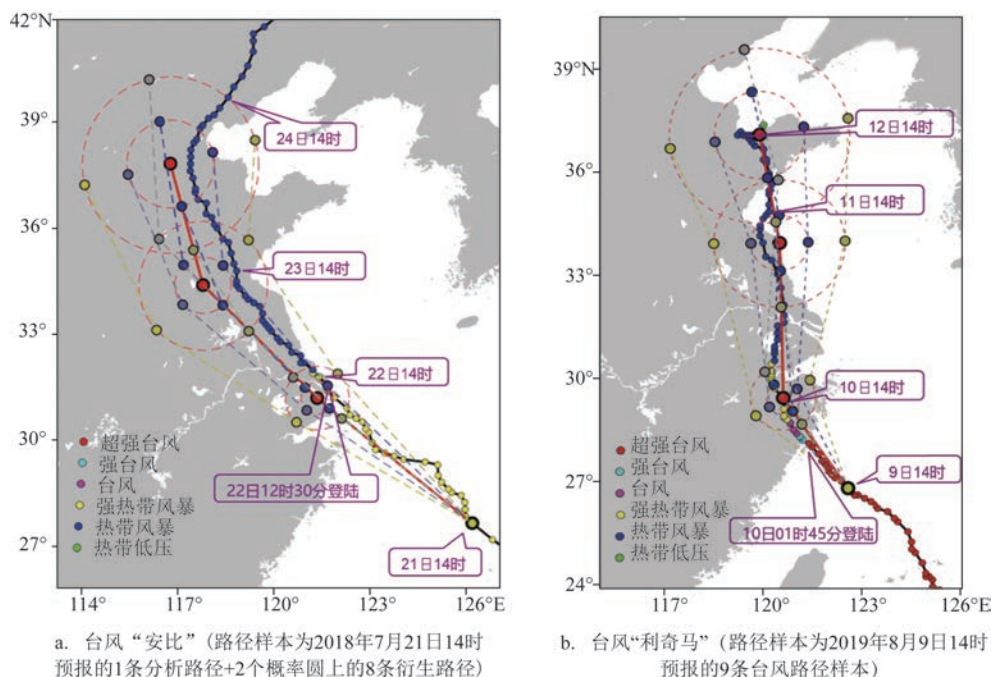 42°N
39°
36°
33°
30°
27°
114°
117°
120°
123°
126°E
24日14时
23日14时
22日14时
22日12时30分登陆
21日14时
超强台风
强台风
台风
强热带风暴
热带风暴
热带低压
a. 台风“安比”(路径样本为2018年7月21日14时
预报的1条分析路径+2个概率圆上的8条衍生路径)
39°N
36°
33°
30°
27°
24°
117°
120°
123°
126°E
12日14时
11日14时
10日14时
9日14时
10日01时45分登陆
超强台风
强台风
台风
强热带风暴
热带风暴
热带低压
b. 台风“利奇马”(路径样本为2019年8月9日14时
预报的9条台风路径样本)